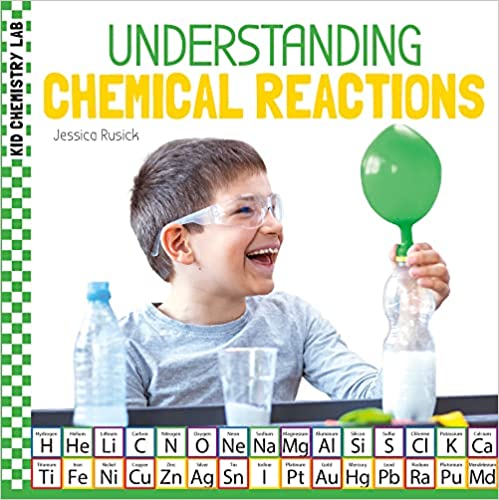 KID CHEMISTRY LAB
UNDERSTANDING
CHEMICAL REACTIONS
Jessica Rusick
Hydrogen Helium Lithium Carbon Nitrogen Oxygen Neon Sodium Magnesium Aluminum Silicon Sulfur Chlorine Potassium Calcium
H He Li C N O Ne Na Mg Al Si S Cl K Ca
Titanium Iron Nickel Copper Zinc Silver Tin Iodine Platinum Gold Mercury Lead Radium Plutonium Mendelevium
Ti Fe Ni Cu Zn Ag Sn I Pt Au Hg Pb Ra Pu Md